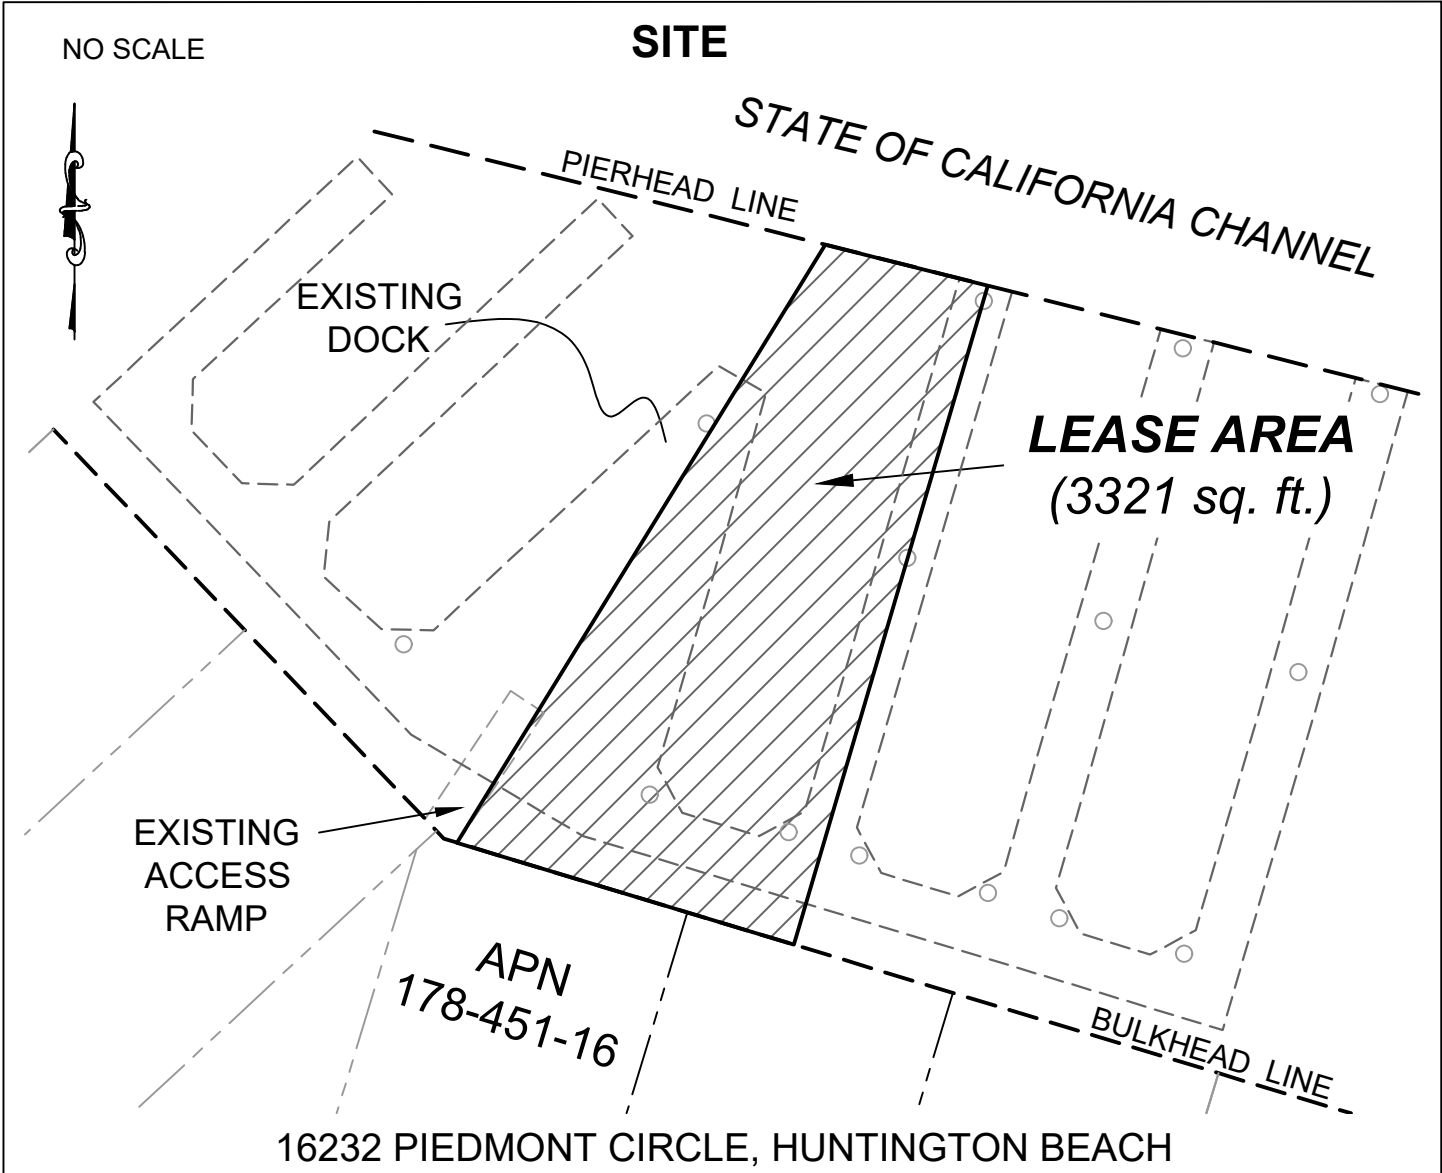 NO SCALE
SITE
STATE OF CALIFORNIA CHANNEL
PIERHEAD LINE
EXISTING
DOCK
LEASE AREA
(3321 sq. ft.)
EXISTING
ACCESS
RAMP
APN
178-451-16
BULKHEAD LINE
16232 PIEDMONT CIRCLE, HUNTINGTON BEACH